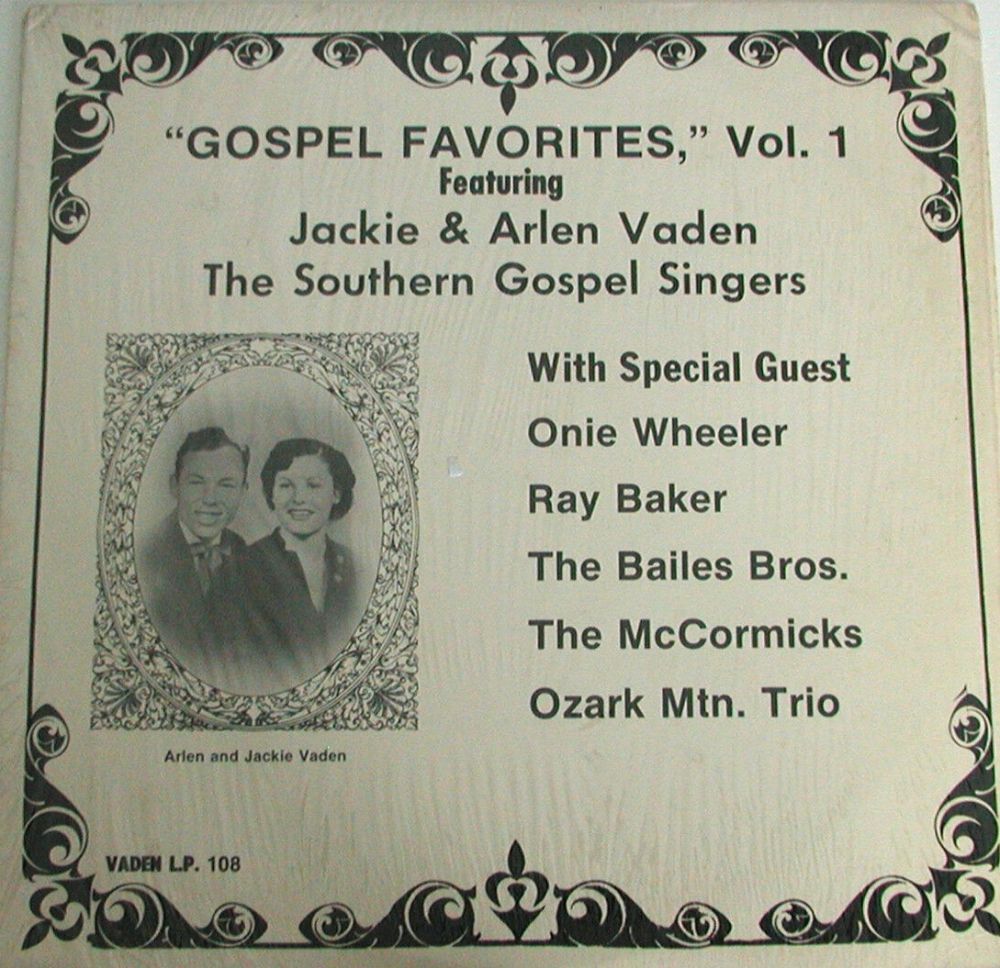 “GOSPEL FAVORITES,” Vol. 1
Featuring
Jackie & Arlen Vaden
The Southern Gospel Singers
With Special Guest
Onie Wheeler
Ray Baker
The Bailes Bros.
The McCormicks
Ozark Mtn. Trio
Arlen and Jackie Vaden
VADEN L.P. 108